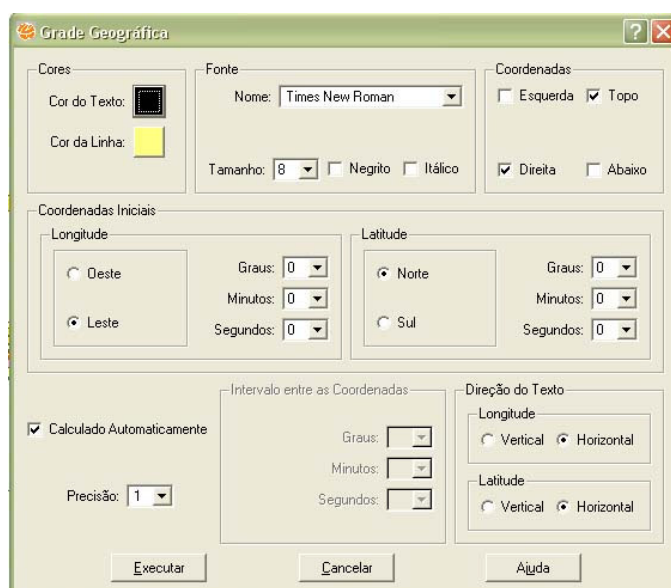 Grade Geográfica
Cores
Cor do Texto:
Cor da Linha:
Fonte
Nome: Times New Roman
Tamanho: 8 Negrito Itálico
Coordenadas
Esquerda Topo
Direita Abaixo
Coordenadas Iniciais
Longitude
Oeste
Leste
Graus: 0
Minutos: 0
Segundos: 0
Latitude
Norte
Sul
Graus: 0
Minutos: 0
Segundos: 0
Calculado Automaticamente
Precisão: 1
Intervalo entre as Coordenadas
Graus:
Minutos:
Segundos:
Direção do Texto
Longitude
Vertical Horizontal
Latitude
Vertical Horizontal
Executar Cancelar Ajuda